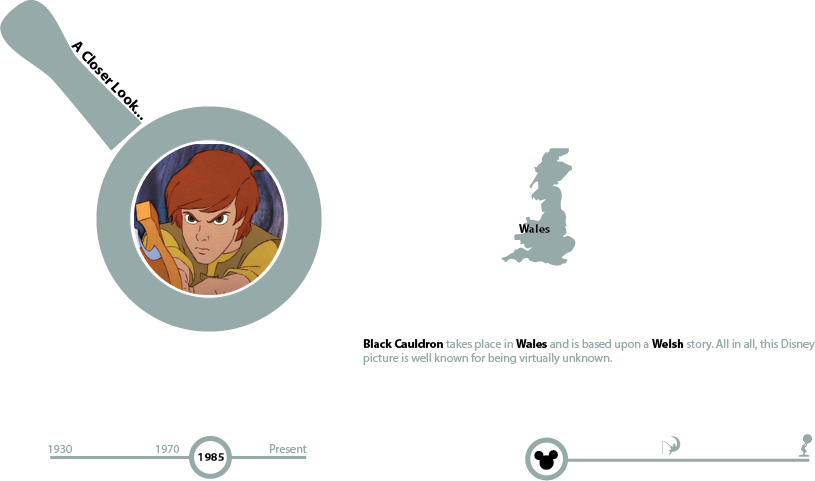 A Closer Look...
Wales
Black Cauldron takes place in Wales and is based upon a Welsh story. All in all, this Disney
picture is well known for being virtually unknown.
1930
1970
1985
Present